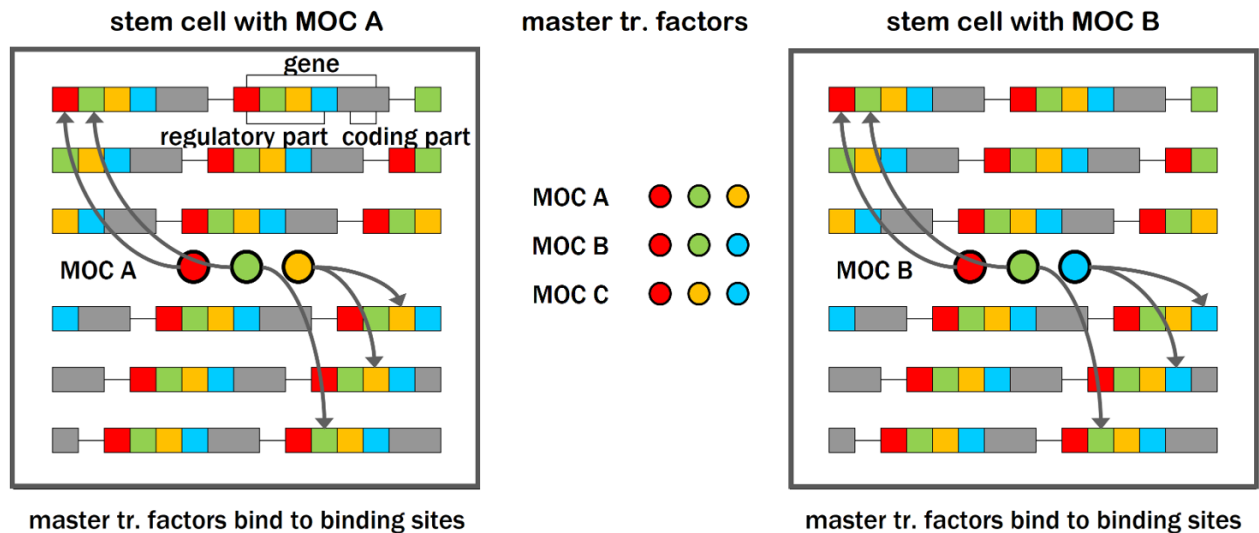 stem cell with MOC A
master tr. factors
stem cell with MOC B
gene
regulatory part
coding part
MOC A
MOC B
MOC C
MOC A
MOC B
master tr. factors bind to binding sites
master tr. factors bind to binding sites